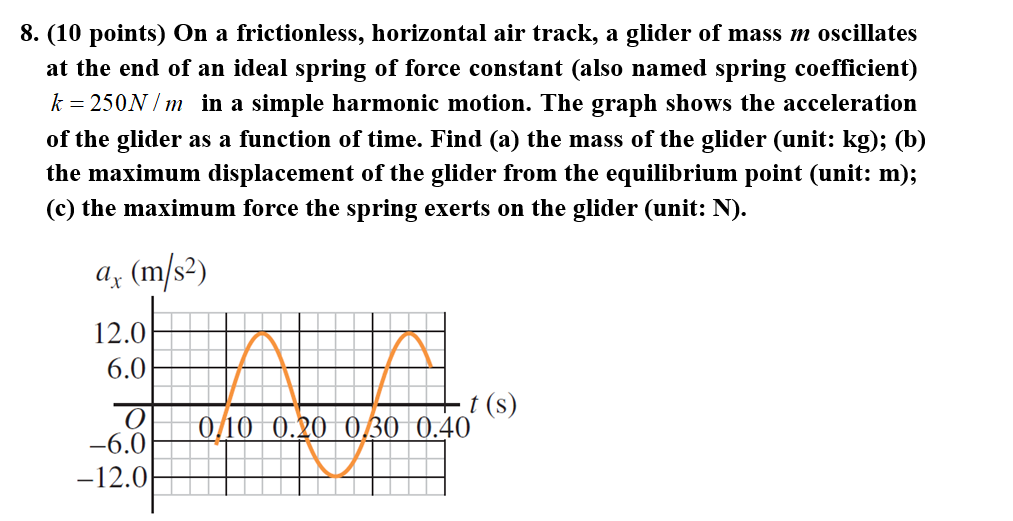 8. (10 points) On a frictionless, horizontal air track, a glider of mass m oscillates
at the end of an ideal spring of force constant (also named spring coefficient)
k = 250N / m in a simple harmonic motion. The graph shows the acceleration
of the glider as a function of time. Find (a) the mass of the glider (unit: kg); (b)
the maximum displacement of the glider from the equilibrium point (unit: m);
(c) the maximum force the spring exerts on the glider (unit: N).
aₓ (m/s²)
12.0
6.0
t (s)
O 0.10 0.20 0.30 0.40
−6.0
−12.0